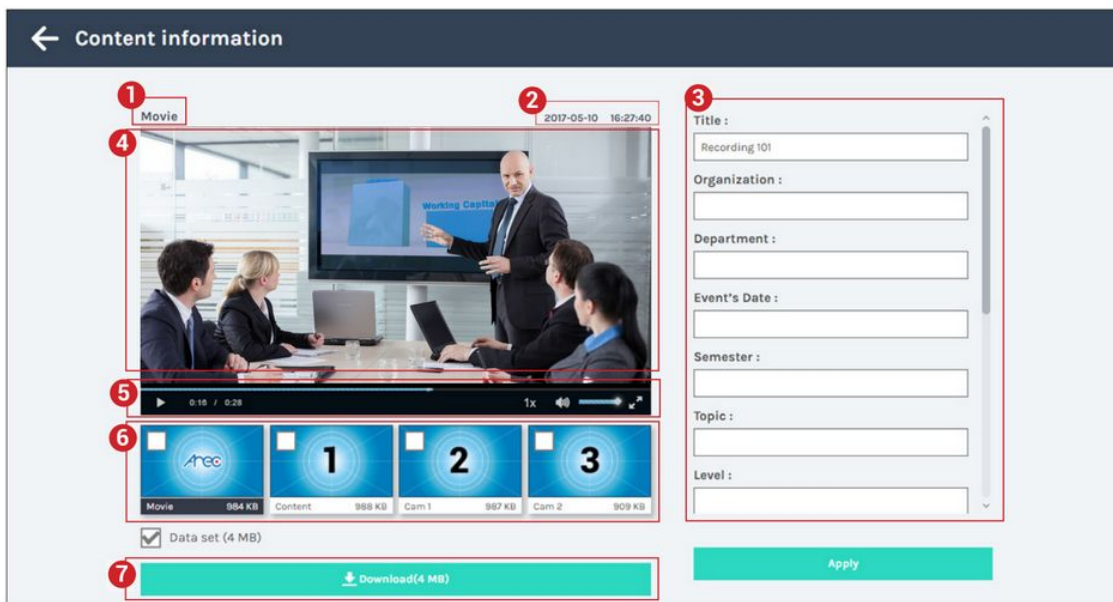 Content information
1
Movie
2
2017-05-10 16:27:40
4
Working Capital
5
0:16 / 0:28
1x
6
Arec
Movie 984 KB
1
Content 988 KB
2
Cam 1 987 KB
3
Cam 2 909 KB
Data set (4 MB)
7
Download(4 MB)
3
Title :
Recording 101
Organization :
Department :
Event's Date :
Semester :
Topic :
Level :
Apply